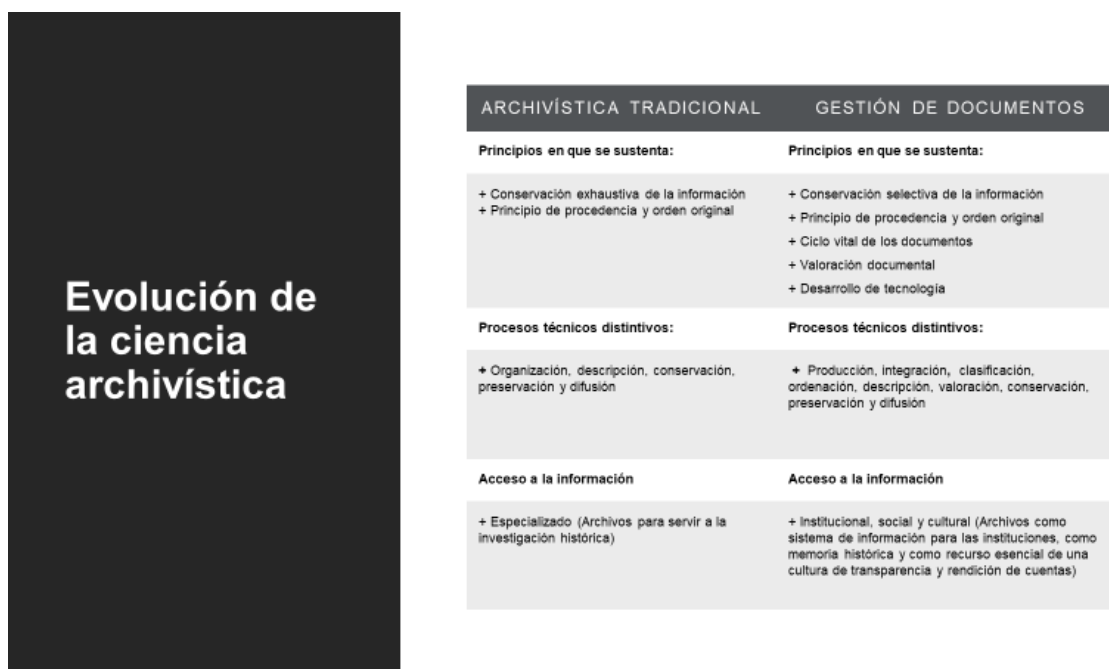 Evolución de
la ciencia
archivística
ARCHIVÍSTICA TRADICIONAL GESTIÓN DE DOCUMENTOS
Principios en que se sustenta: Principios en que se sustenta:
+ Conservación exhaustiva de la información
+ Principio de procedencia y orden original
+ Conservación selectiva de la información
+ Principio de procedencia y orden original
+ Ciclo vital de los documentos
+ Valoración documental
+ Desarrollo de tecnología
Procesos técnicos distintivos: Procesos técnicos distintivos:
+ Organización, descripción, conservación,
preservación y difusión
+ Producción, integración, clasificación,
ordenación, descripción, valoración, conservación,
preservación y difusión
Acceso a la información Acceso a la información
+ Especializado (Archivos para servir a la
investigación histórica)
+ Institucional, social y cultural (Archivos como
sistema de información para las instituciones, como
memoria histórica y como recurso esencial de una
cultura de transparencia y rendición de cuentas)